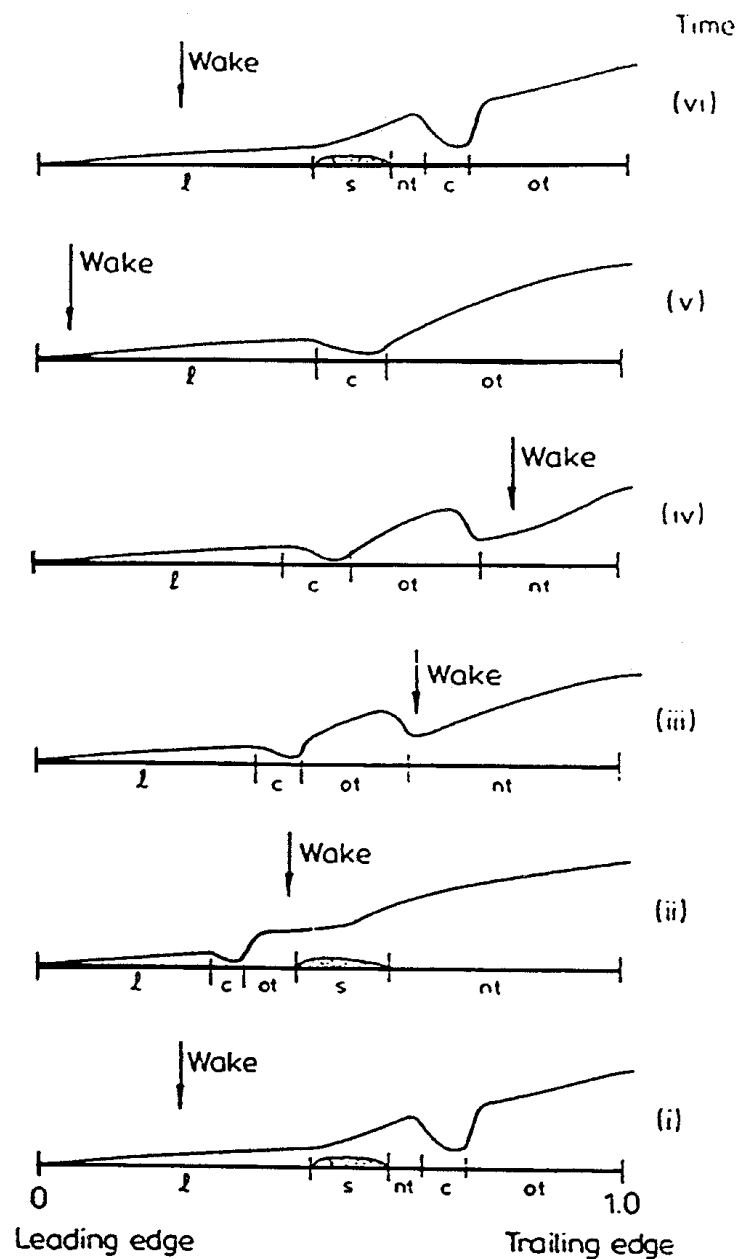 Time
Wake
(vi)
l s nt c ot
Wake
(v)
l c ot
Wake
(iv)
l c ot nt
Wake
(iii)
l c ot nt
Wake
(ii)
l c ot s nt
Wake
(i)
l s nt c ot
0 1.0
Leading edge Trailing edge